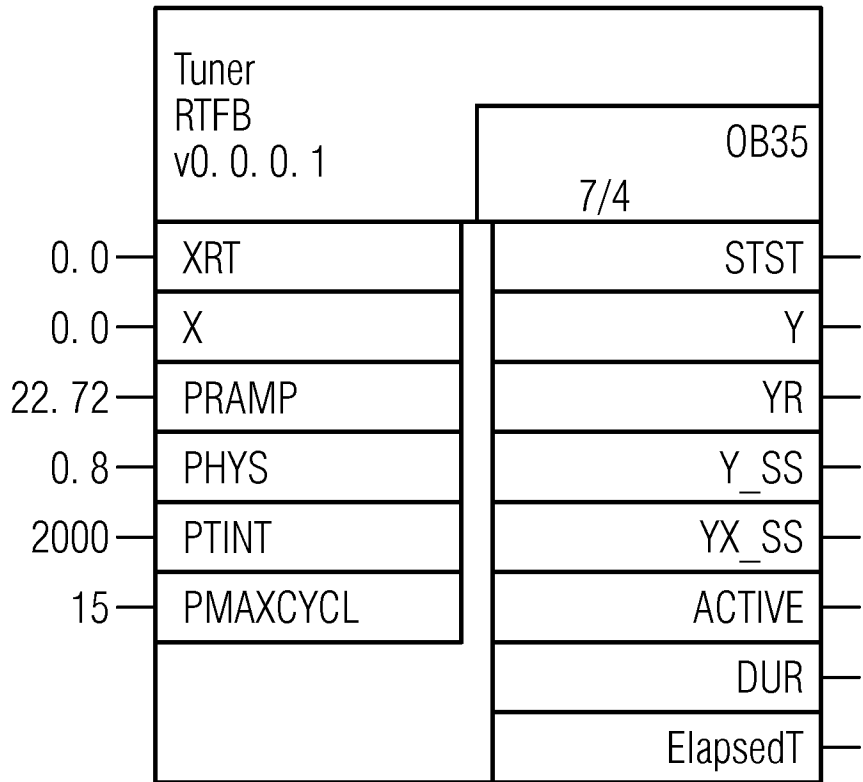 Tuner
RTFB
v0. 0. 0. 1
OB35
7/4
0. 0 XRT STST
0. 0 X Y
22. 72 PRAMP YR
0. 8 PHYS Y_SS
2000 PTINT YX_SS
15 PMAXCYCL ACTIVE
DUR
ElapsedT